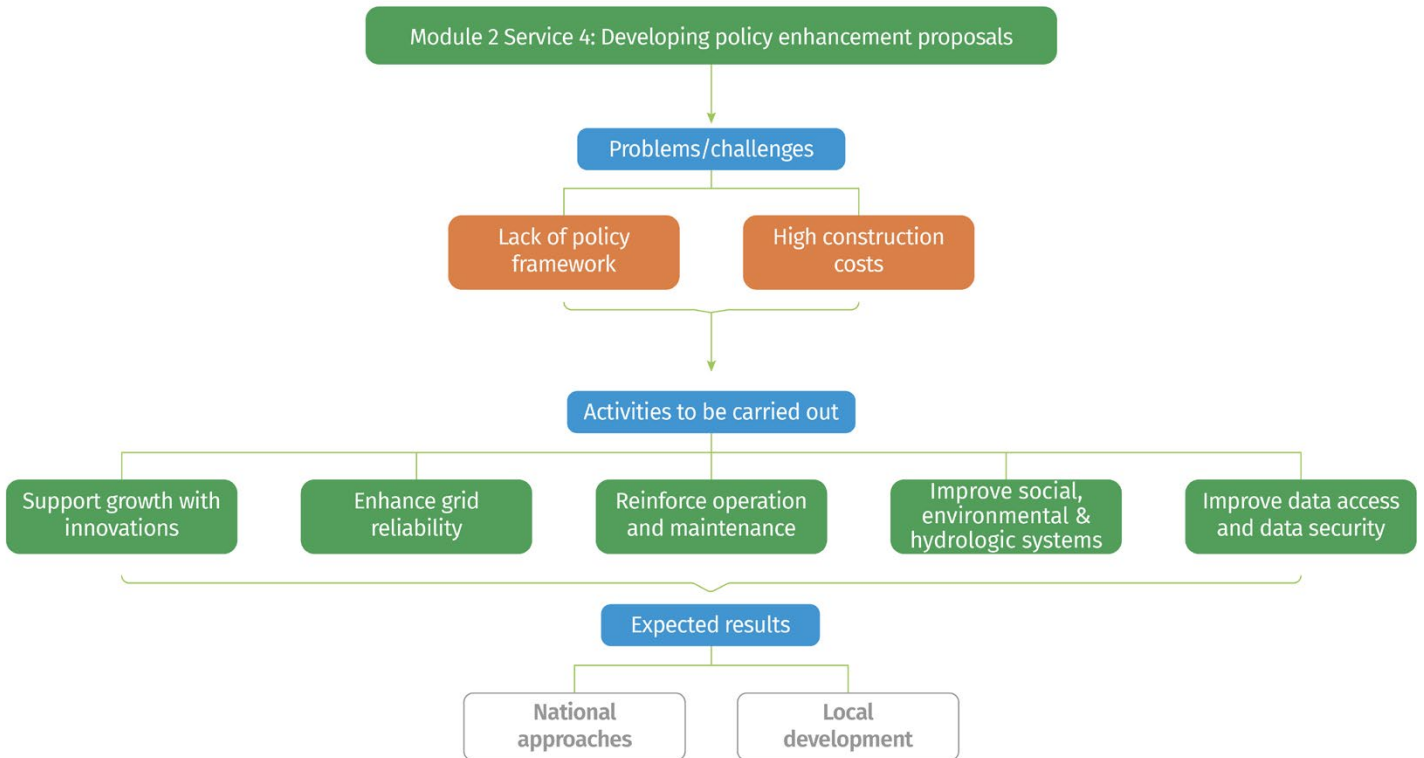 Module 2 Service 4: Developing policy enhancement proposals
Problems/challenges
Lack of policy
framework
High construction
costs
Activities to be carried out
Support growth with
innovations
Enhance grid
reliability
Reinforce operation
and maintenance
Improve social,
environmental &
hydrologic systems
Improve data access
and data security
Expected results
National
approaches
Local
development